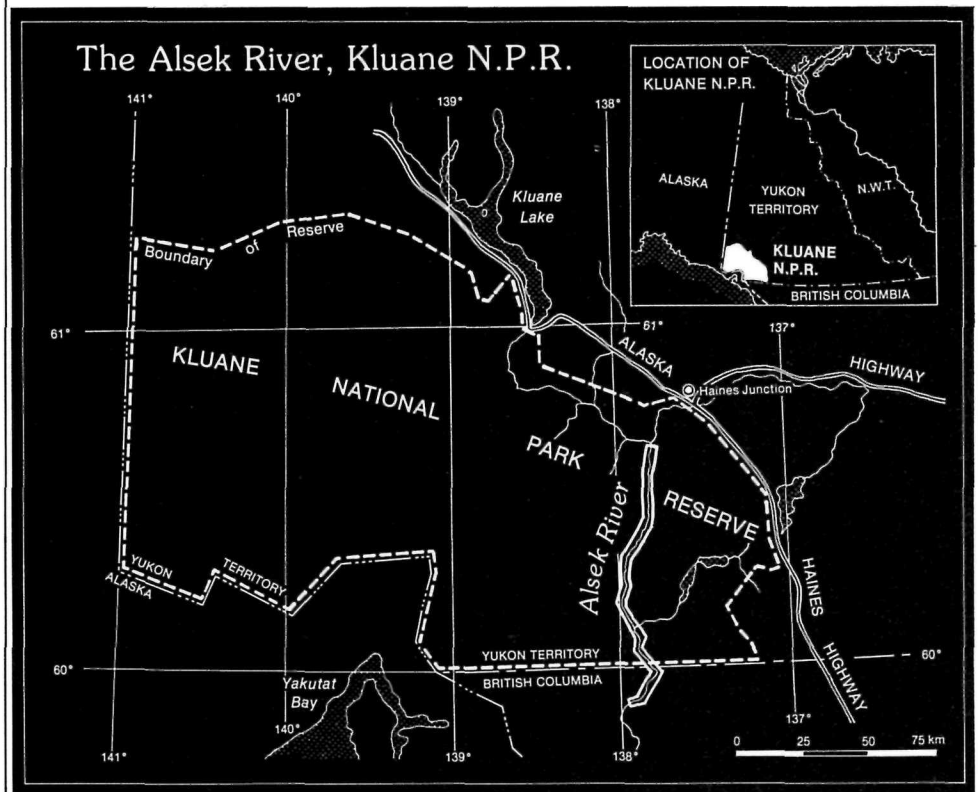 The Alsek River, Kluane N.P.R.
LOCATION OF
KLUANE N.P.R.
ALASKA
YUKON
TERRITORY
N.W.T.
KLUANE
N.P.R.
BRITISH COLUMBIA
141°
140°
139°
138°
Kluane
Lake
Boundary of Reserve
61°
61°
137°
KLUANE NATIONAL PARK RESERVE
ALASKA HIGHWAY
Haines Junction
Alsek River
HAINES HIGHWAY
YUKON TERRITORY
ALASKA
60°
YUKON TERRITORY
BRITISH COLUMBIA
60°
Yakutat
Bay
141°
140°
139°
138°
137°
0 25 50 75 km